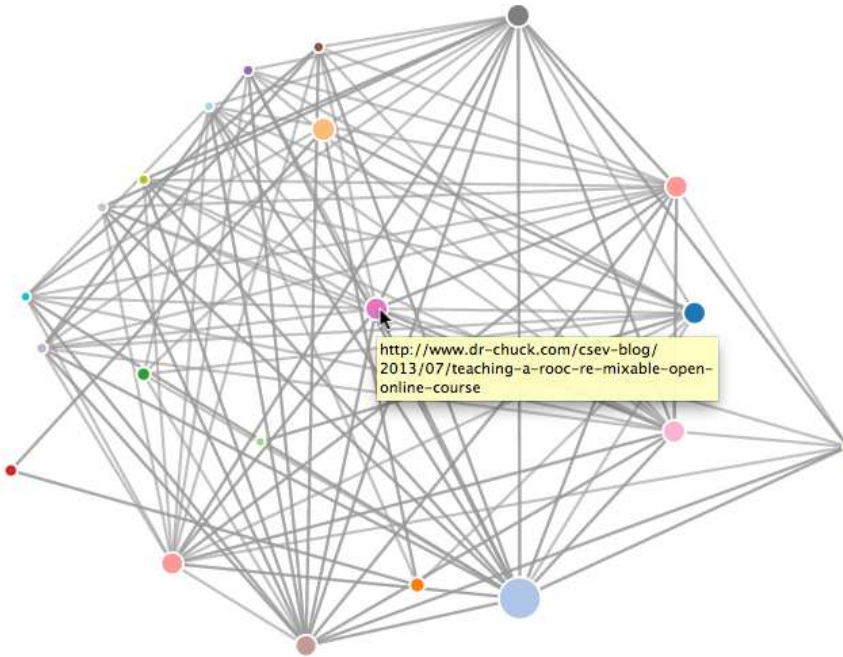 http://www.dr-chuck.com/csev-blog/
2013/07/teaching-a-rooc-re-mixable-open-
online-course